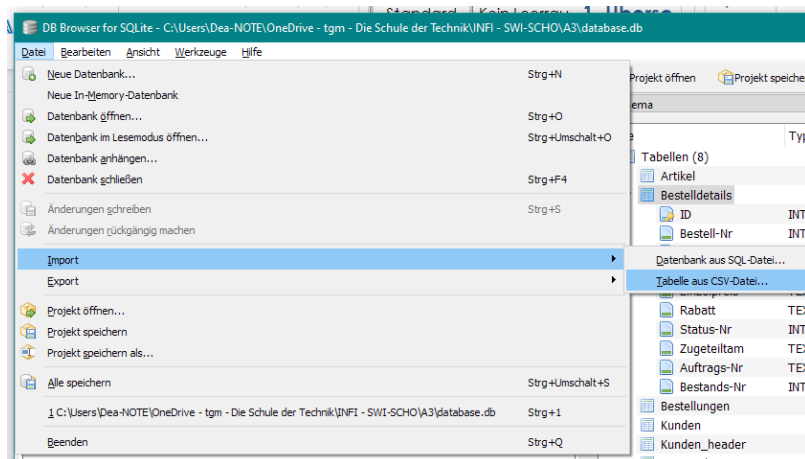 Standard Kein Leerrau
DB Browser for SQLite - C:\Users\Dea-NOTE\OneDrive - tgm - Die Schule der Technik\INFI - SWI-SCHO\A3\database.db
Datei Bearbeiten Ansicht Werkzeuge Hilfe
Neue Datenbank... Strg+N
Projekt öffnen Projekt speiche
Neue In-Memory-Datenbank
ema
Datenbank öffnen... Strg+O
Datenbank im Lesemodus öffnen... Strg+Umschalt+O
e Typ
Datenbank anhängen...
Tabellen (8)
Datenbank schließen Strg+F4
Artikel
Bestelldetails
Änderungen schreiben Strg+S
ID INT
Änderungen rückgängig machen
Bestell-Nr INT
Import
Datenbank aus SQL-Datei...
Export
Tabelle aus CSV-Datei...
Einzelpreis TEX
Projekt öffnen...
Rabatt TEX
Projekt speichern
Status-Nr INT
Projekt speichern als...
Zugeteiltam TEX
Auftrags-Nr TEX
Alle speichern Strg+Umschalt+S
Bestands-Nr INT
1 C:\Users\Dea-NOTE\OneDrive - tgm - Die Schule der Technik\INFI - SWI-SCHO\A3\database.db Strg+1
Bestellungen
Kunden
Beenden Strg+Q
Kunden_header